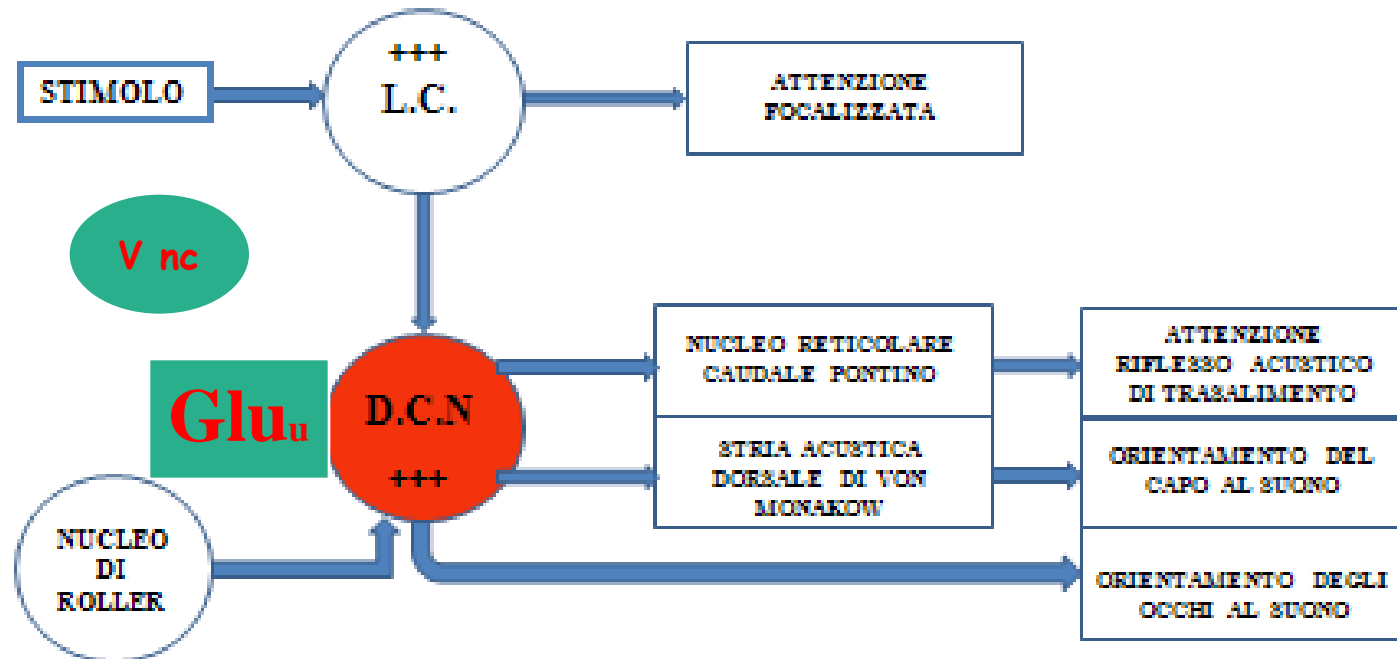 STIMOLO
+++
L.C.
ATTENZIONE
FOCALIZZATA
V nc
Gluu
D.C.N
+++
NUCLEO RETICOLARE
CAUDALE PONTINO
ATTENZIONE
RIFLESSO ACUSTICO
DI TRASALIMENTO
STRIA ACUSTICA
DORSALE DI VON
MONAKOW
ORIENTAMENTO DEL
CAPO AL SUONO
NUCLEO
DI
ROLLER
ORIENTAMENTO DEGLI
OCCHI AL SUONO